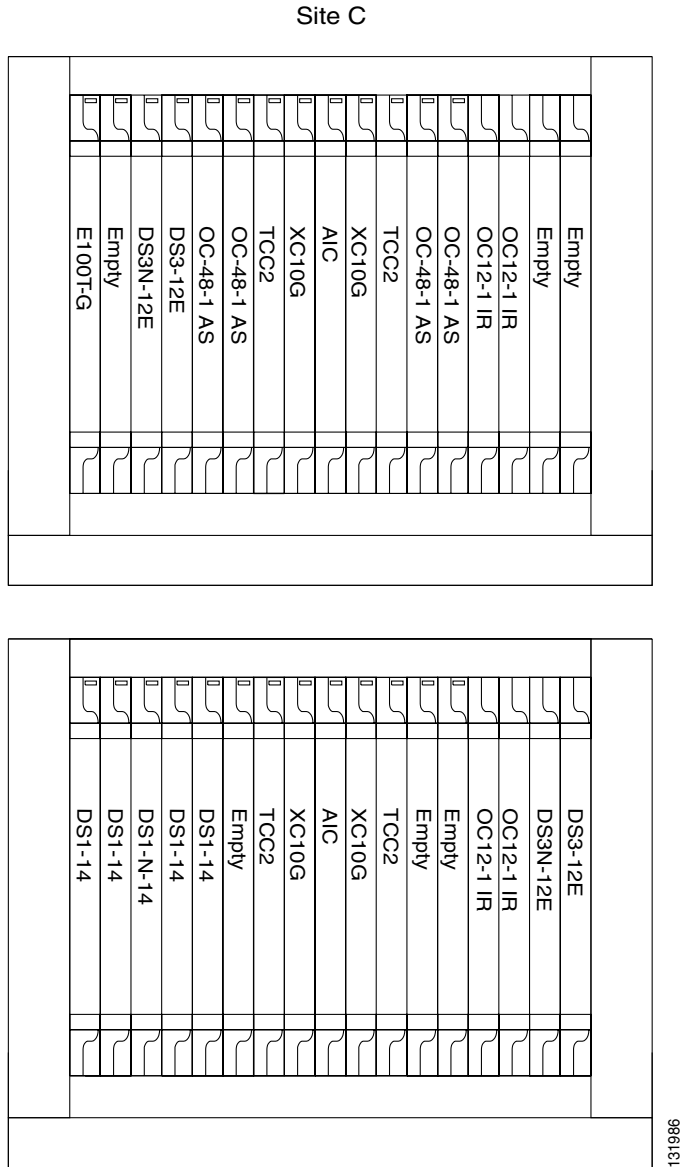 Site C
E100T-G
Empty
DS3N-12E
DS3-12E
OC-48-1 AS
OC-48-1 AS
TCC2
XC10G
AIC
XC10G
TCC2
OC-48-1 AS
OC-48-1 AS
OC12-1 IR
OC12-1 IR
Empty
Empty
DS1-14
DS1-14
DS1-N-14
DS1-14
DS1-14
Empty
TCC2
XC10G
AIC
XC10G
TCC2
Empty
Empty
OC12-1 IR
OC12-1 IR
DS3N-12E
DS3-12E
131986